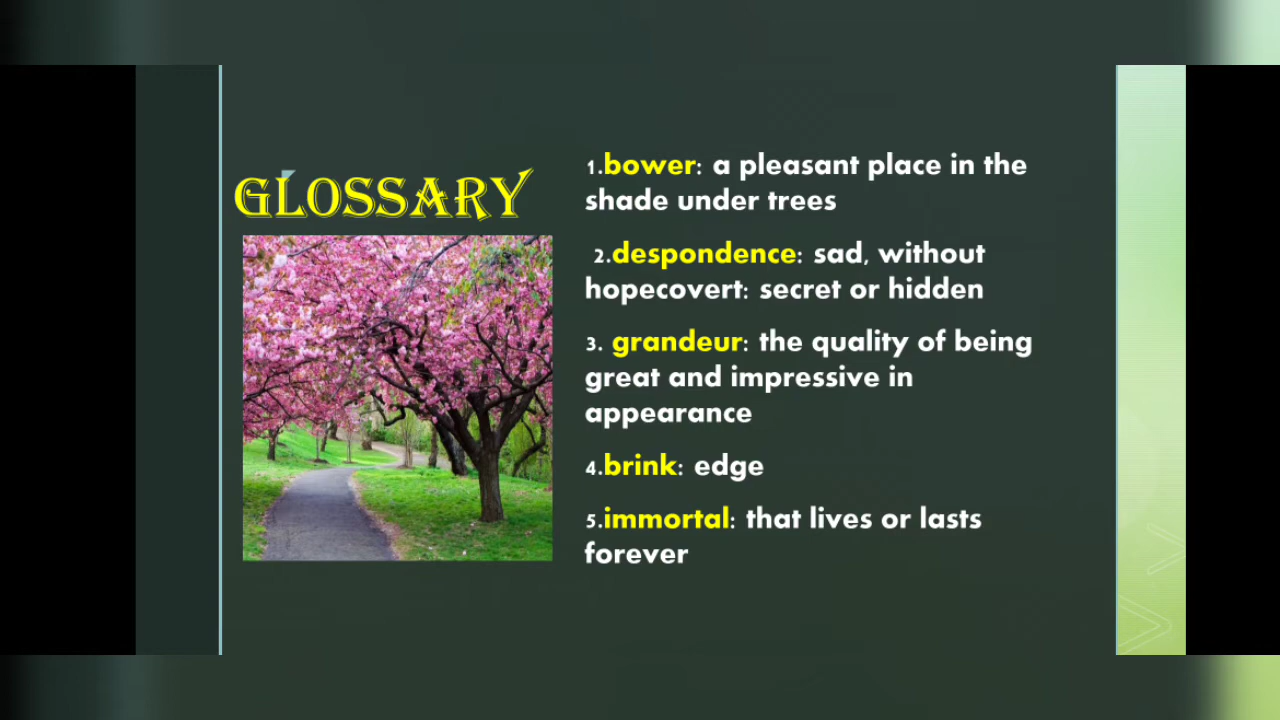 GLOSSARY
1.bower: a pleasant place in the
shade under trees
2.despondence: sad, without
hopecovert: secret or hidden
3. grandeur: the quality of being
great and impressive in
appearance
4.brink: edge
5.immortal: that lives or lasts
forever